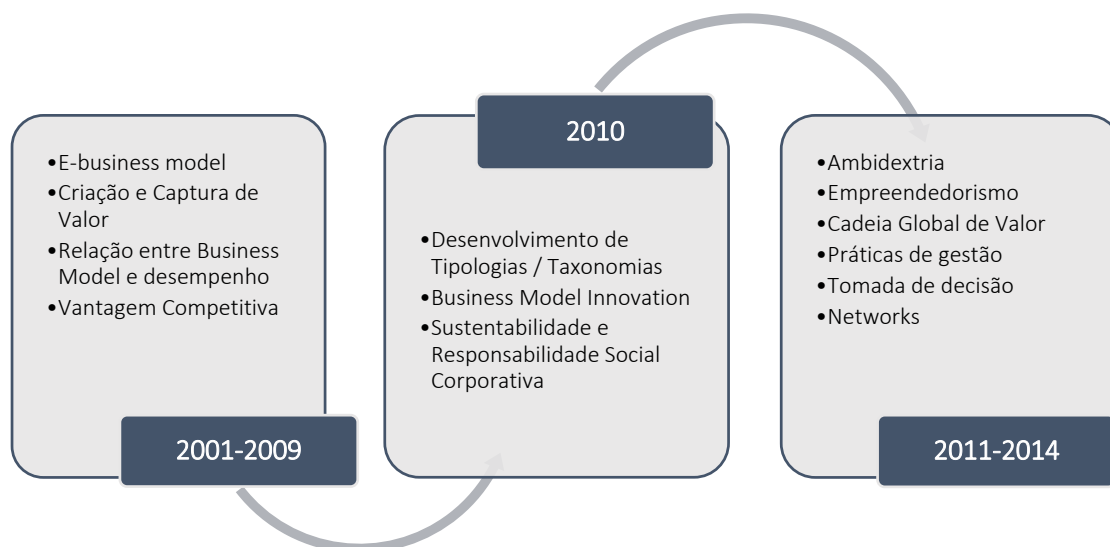 •E-business model
•Criação e Captura de
Valor
•Relação entre Business
Model e desempenho
•Vantagem Competitiva
2001-2009
2010
•Desenvolvimento de
Tipologias / Taxonomias
•Business Model Innovation
•Sustentabilidade e
Responsabilidade Social
Corporativa
•Ambidextria
•Empreendedorismo
•Cadeia Global de Valor
•Práticas de gestão
•Tomada de decisão
•Networks
2011-2014